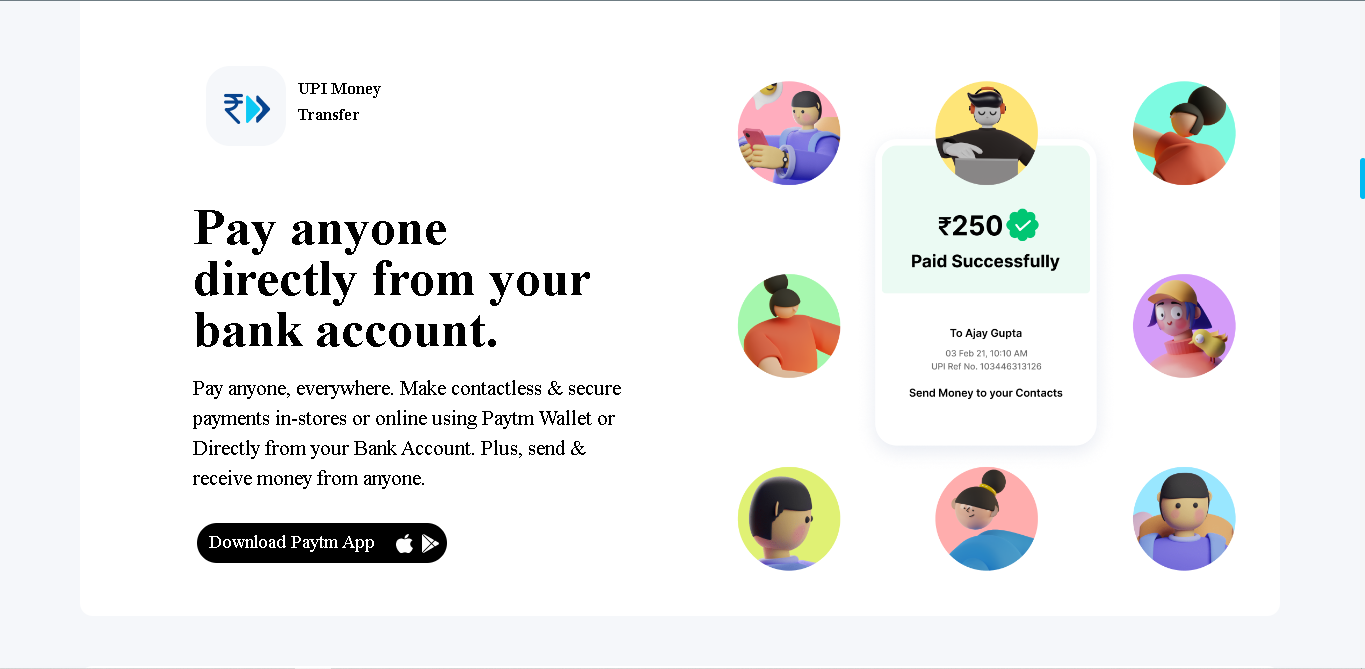 UPI Money
Transfer
Pay anyone
directly from your
bank account.
Pay anyone, everywhere. Make contactless & secure
payments in-stores or online using Paytm Wallet or
Directly from your Bank Account. Plus, send &
receive money from anyone.
Download Paytm App
₹250
Paid Successfully
To Ajay Gupta
03 Feb 21, 10:10 AM
UPI Ref No. 103446313126
Send Money to your Contacts